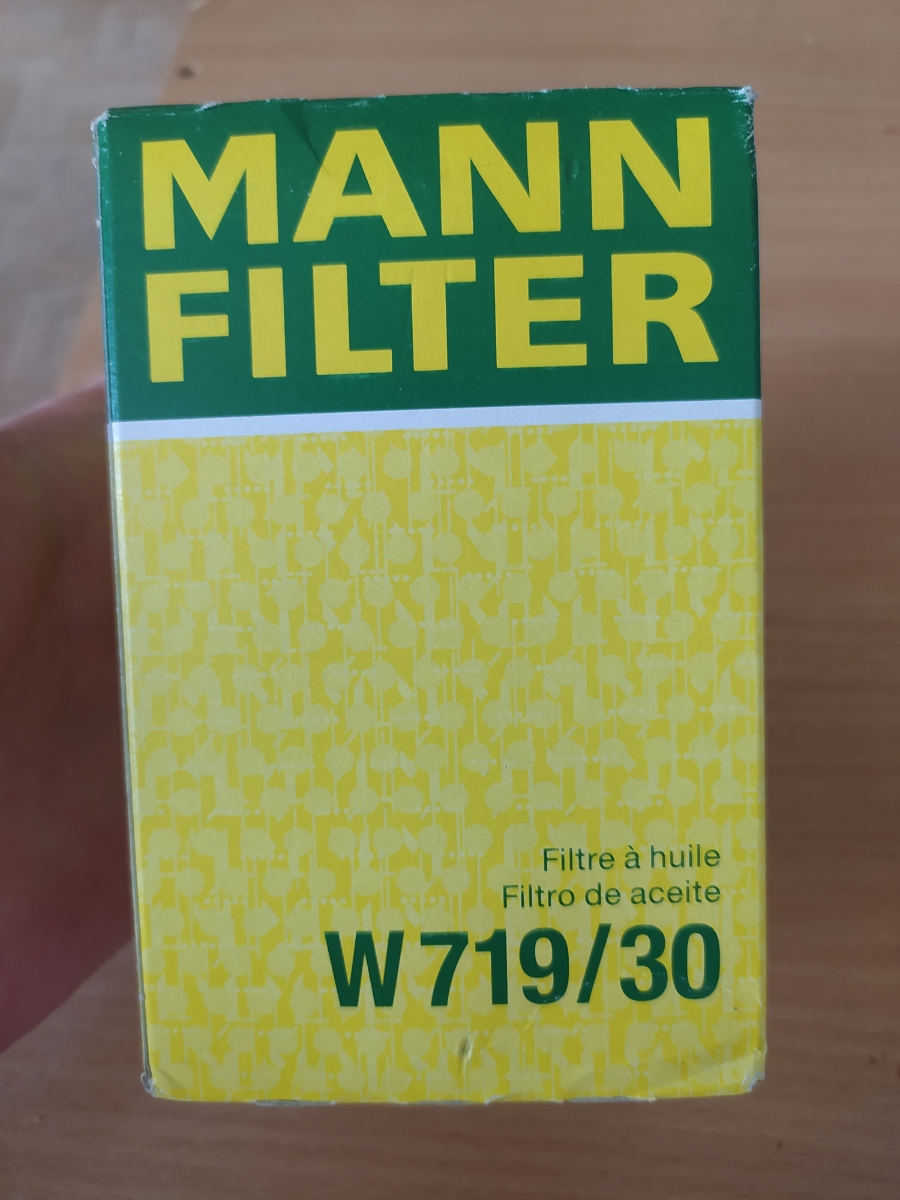 MANN
FILTER
Filtre à huile
Filtro de aceite
W 719/30